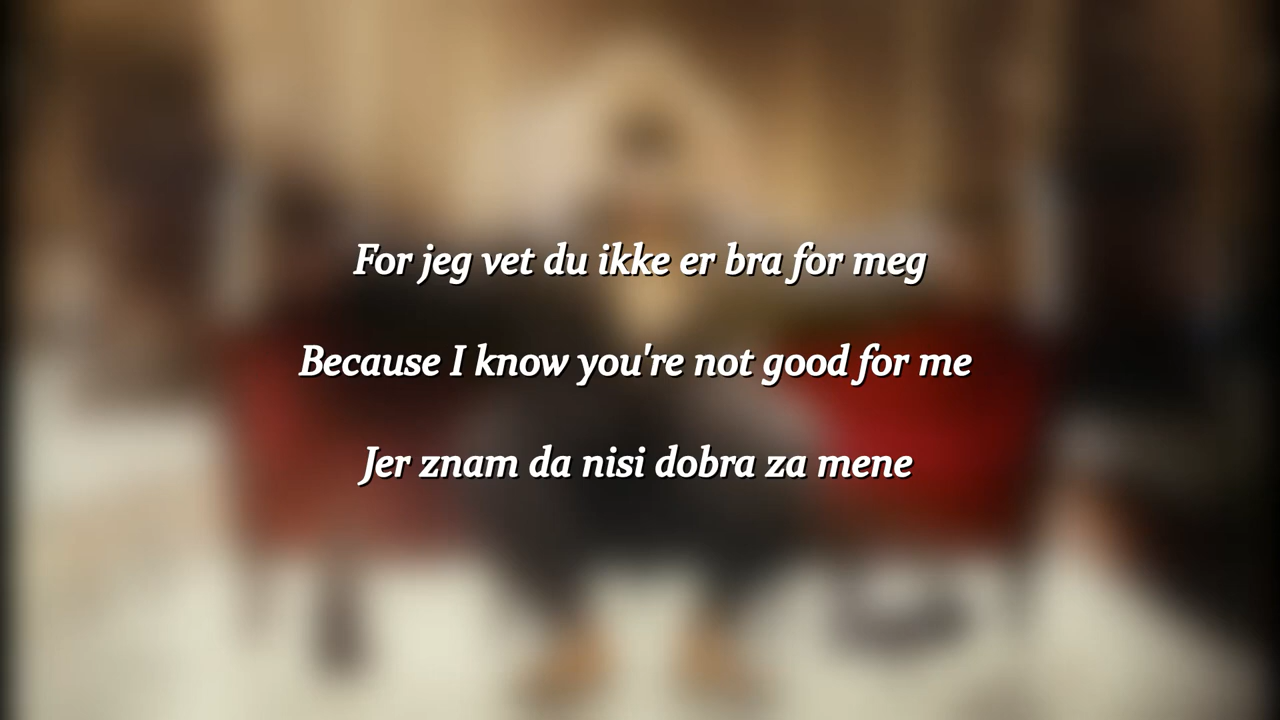 For jeg vet du ikke er bra for meg
Because I know you're not good for me
Jer znam da nisi dobra za mene